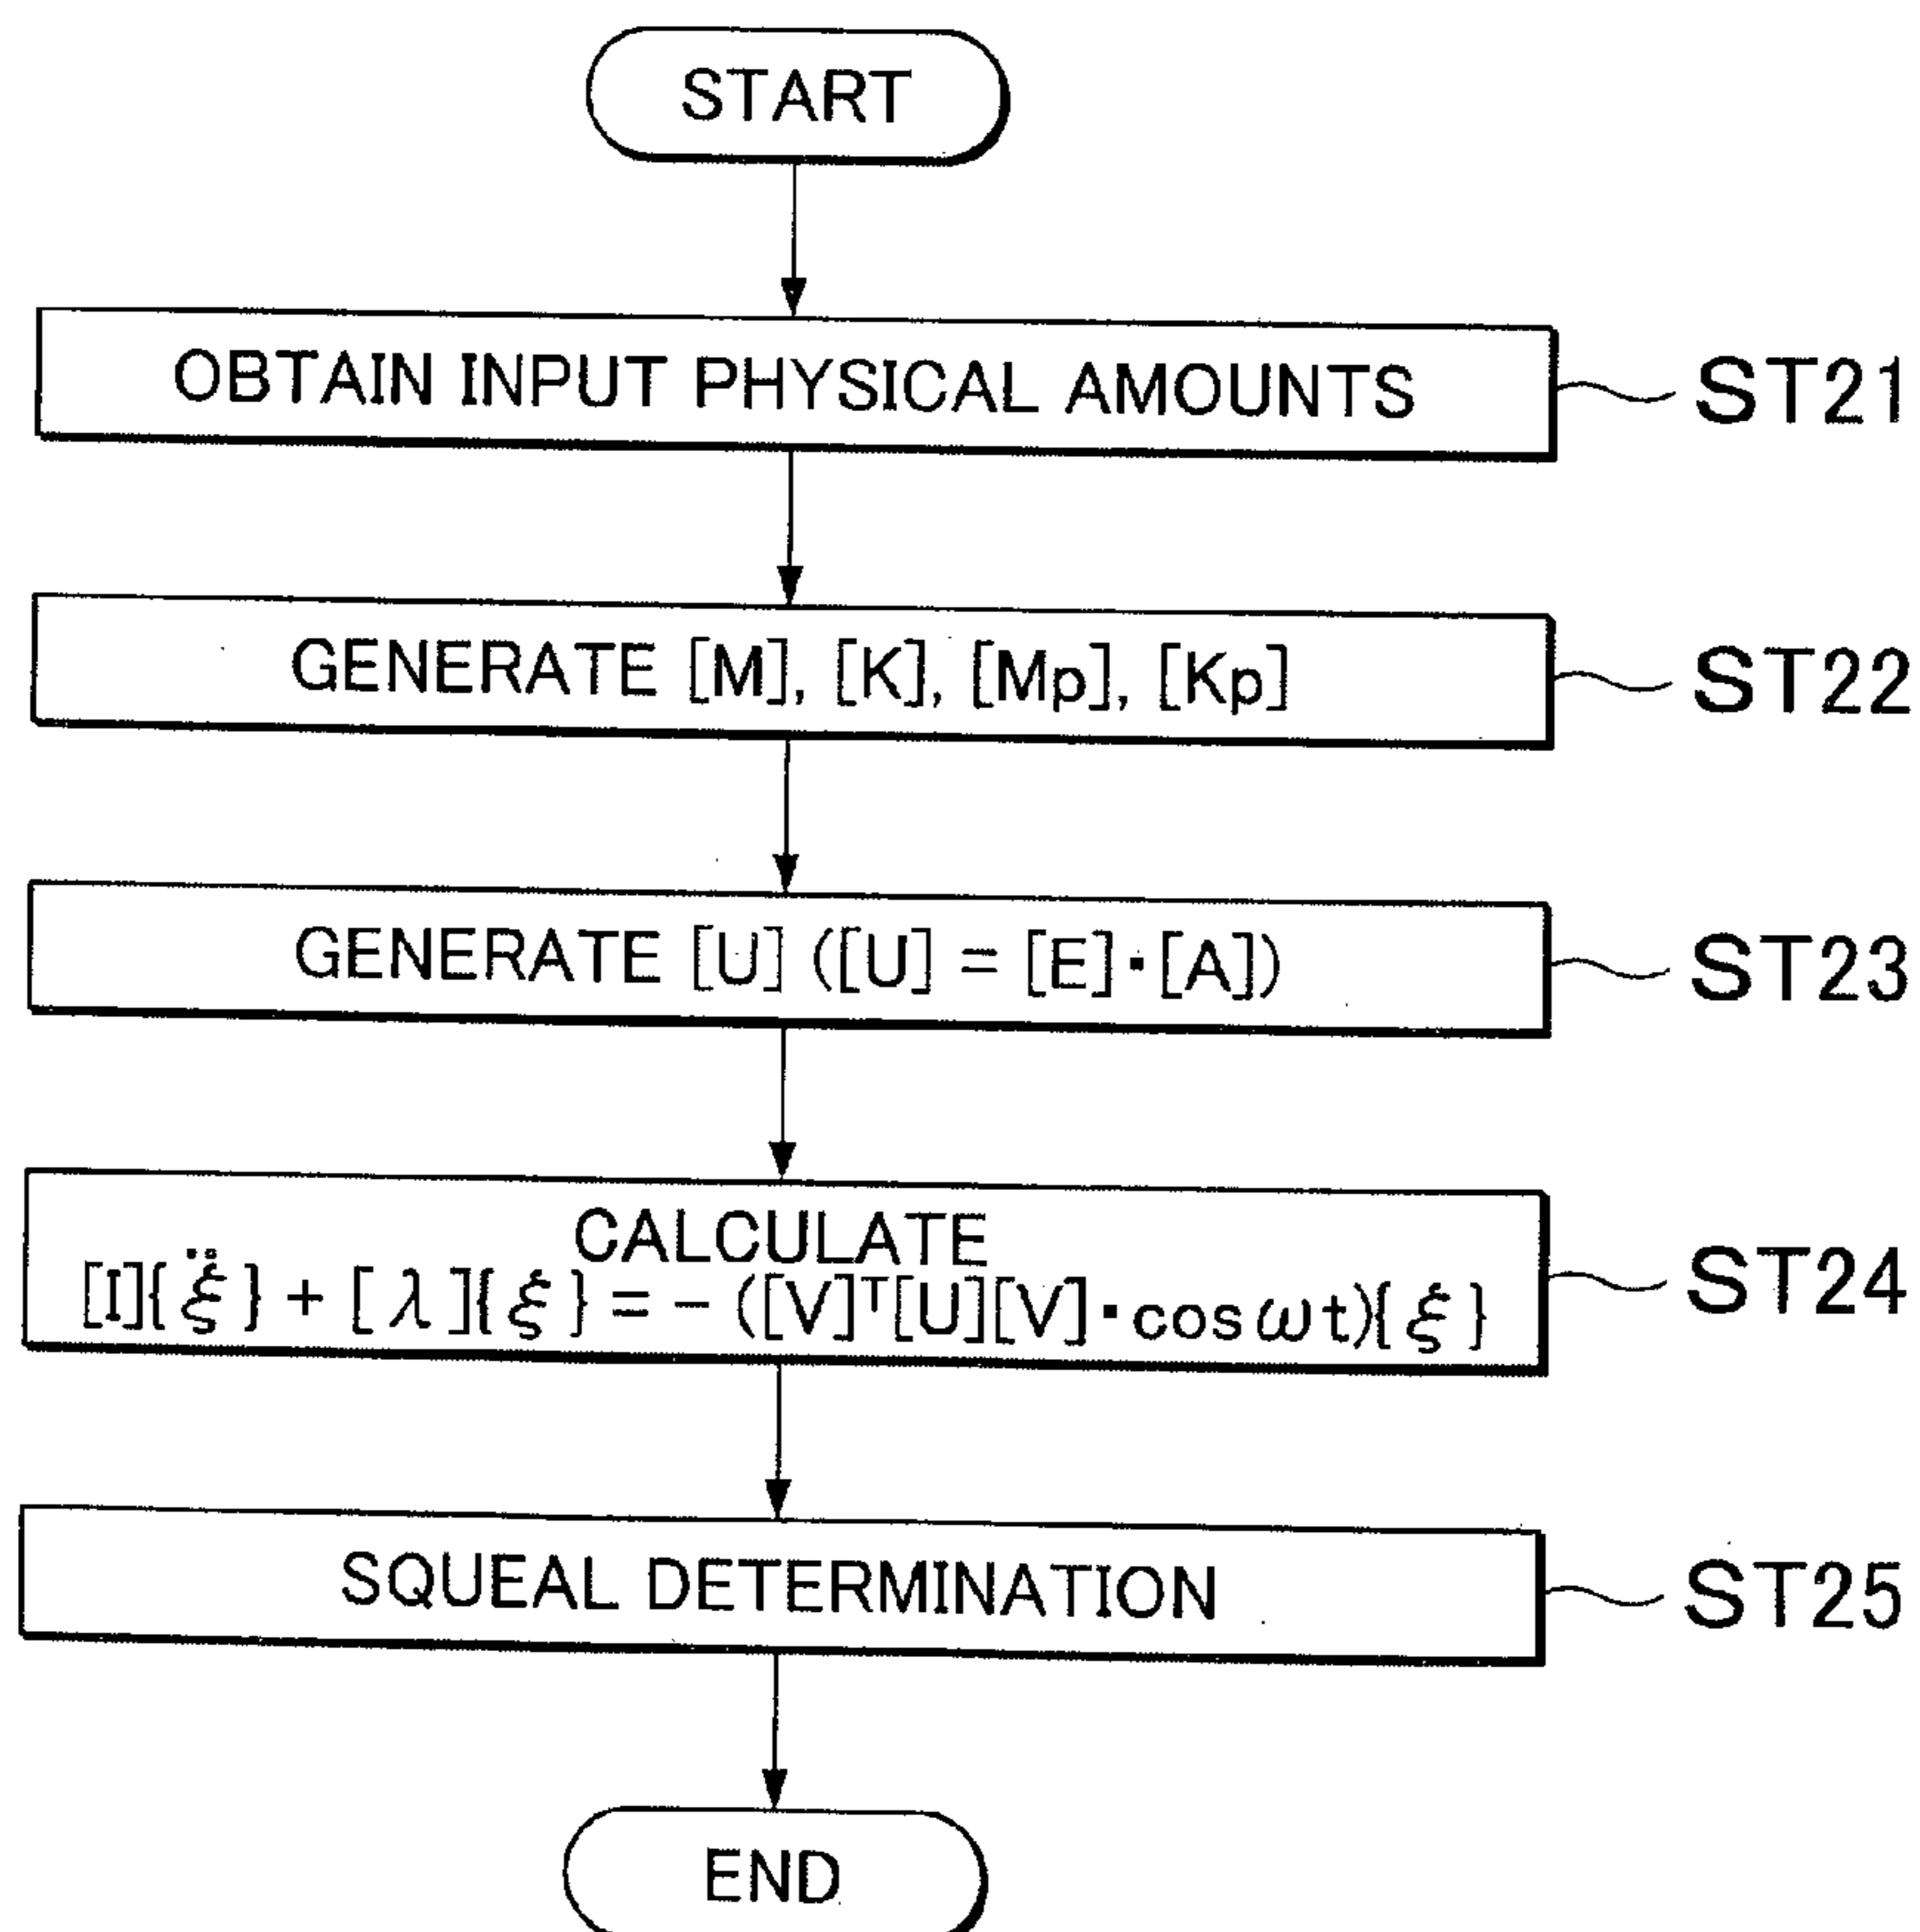 START
OBTAIN INPUT PHYSICAL AMOUNTS
ST21
GENERATE [M], [K], [Mp], [Kp]
ST22
GENERATE [U] ([U] = [E]·[A])
ST23
CALCULATE
[I]{ξ̈} + [λ]{ξ} = − ([V]ᵀ[U][V]·cosωt){ξ}
ST24
SQUEAL DETERMINATION
ST25
END